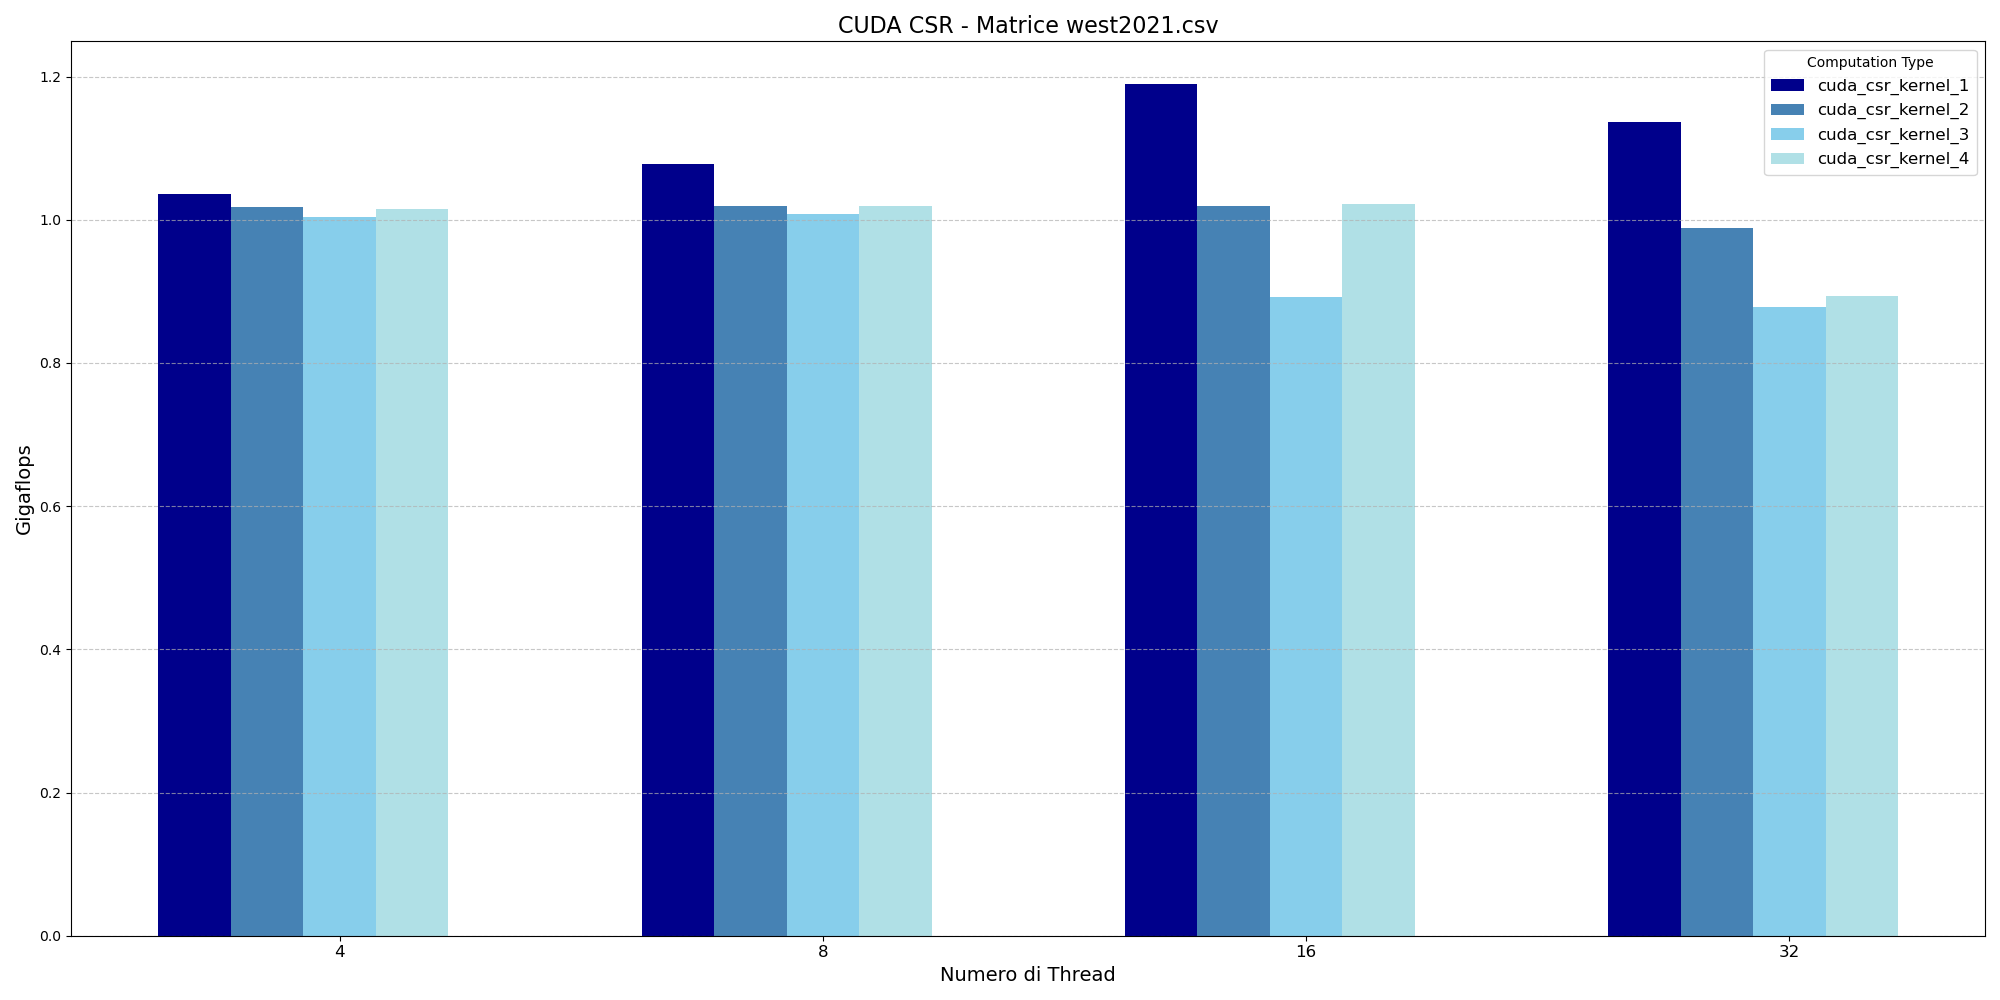 CUDA CSR - Matrice west2021.csv
Computation Type
cuda_csr_kernel_1
cuda_csr_kernel_2
cuda_csr_kernel_3
cuda_csr_kernel_4
Gigaflops
1.2
1.0
0.8
0.6
0.4
0.2
0.0
4 8 16 32
Numero di Thread